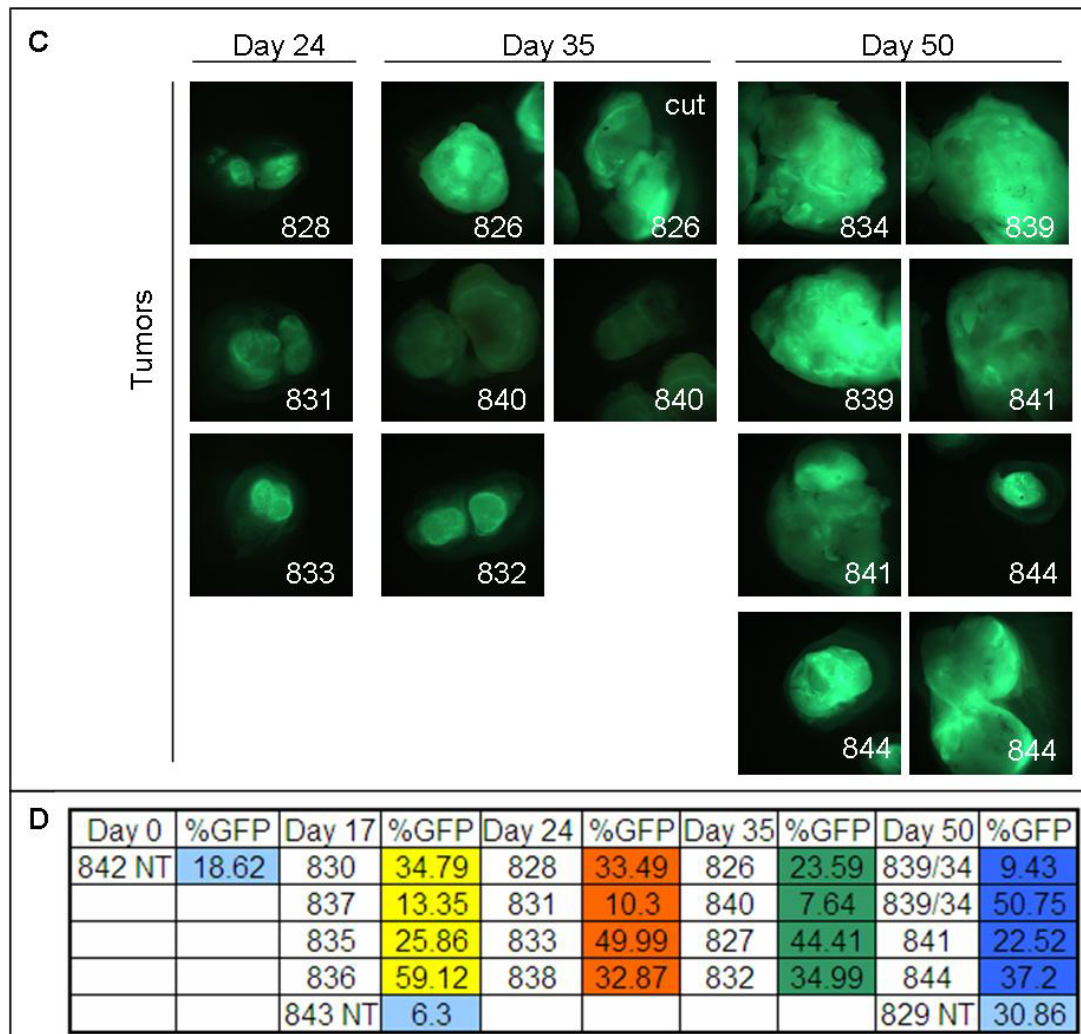 C
Day 24 Day 35 Day 50
Tumors
cut
828 826 826 834 839
831 840 840 839 841
833 832 841 844
844 844
D
Day 0 %GFP Day 17 %GFP Day 24 %GFP Day 35 %GFP Day 50 %GFP
842 NT 18.62 830 34.79 828 33.49 826 23.59 839/34 9.43
837 13.35 831 10.3 840 7.64 839/34 50.75
835 25.86 833 49.99 827 44.41 841 22.52
836 59.12 838 32.87 832 34.99 844 37.2
843 NT 6.3 829 NT 30.86